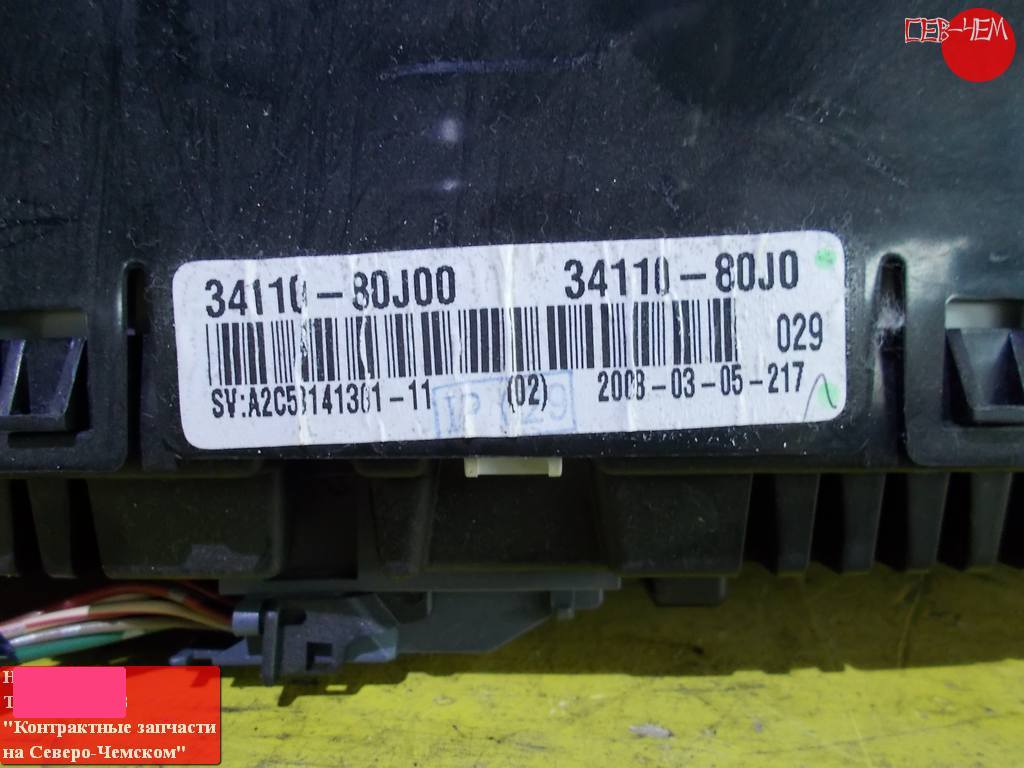 СЕВ-ЧЕМ
34110-80J00 34110-80J0
029
SV:A2C53141381-11 (02) 2008-03-05-217
"Контрактные запчасти
на Северо-Чемском"